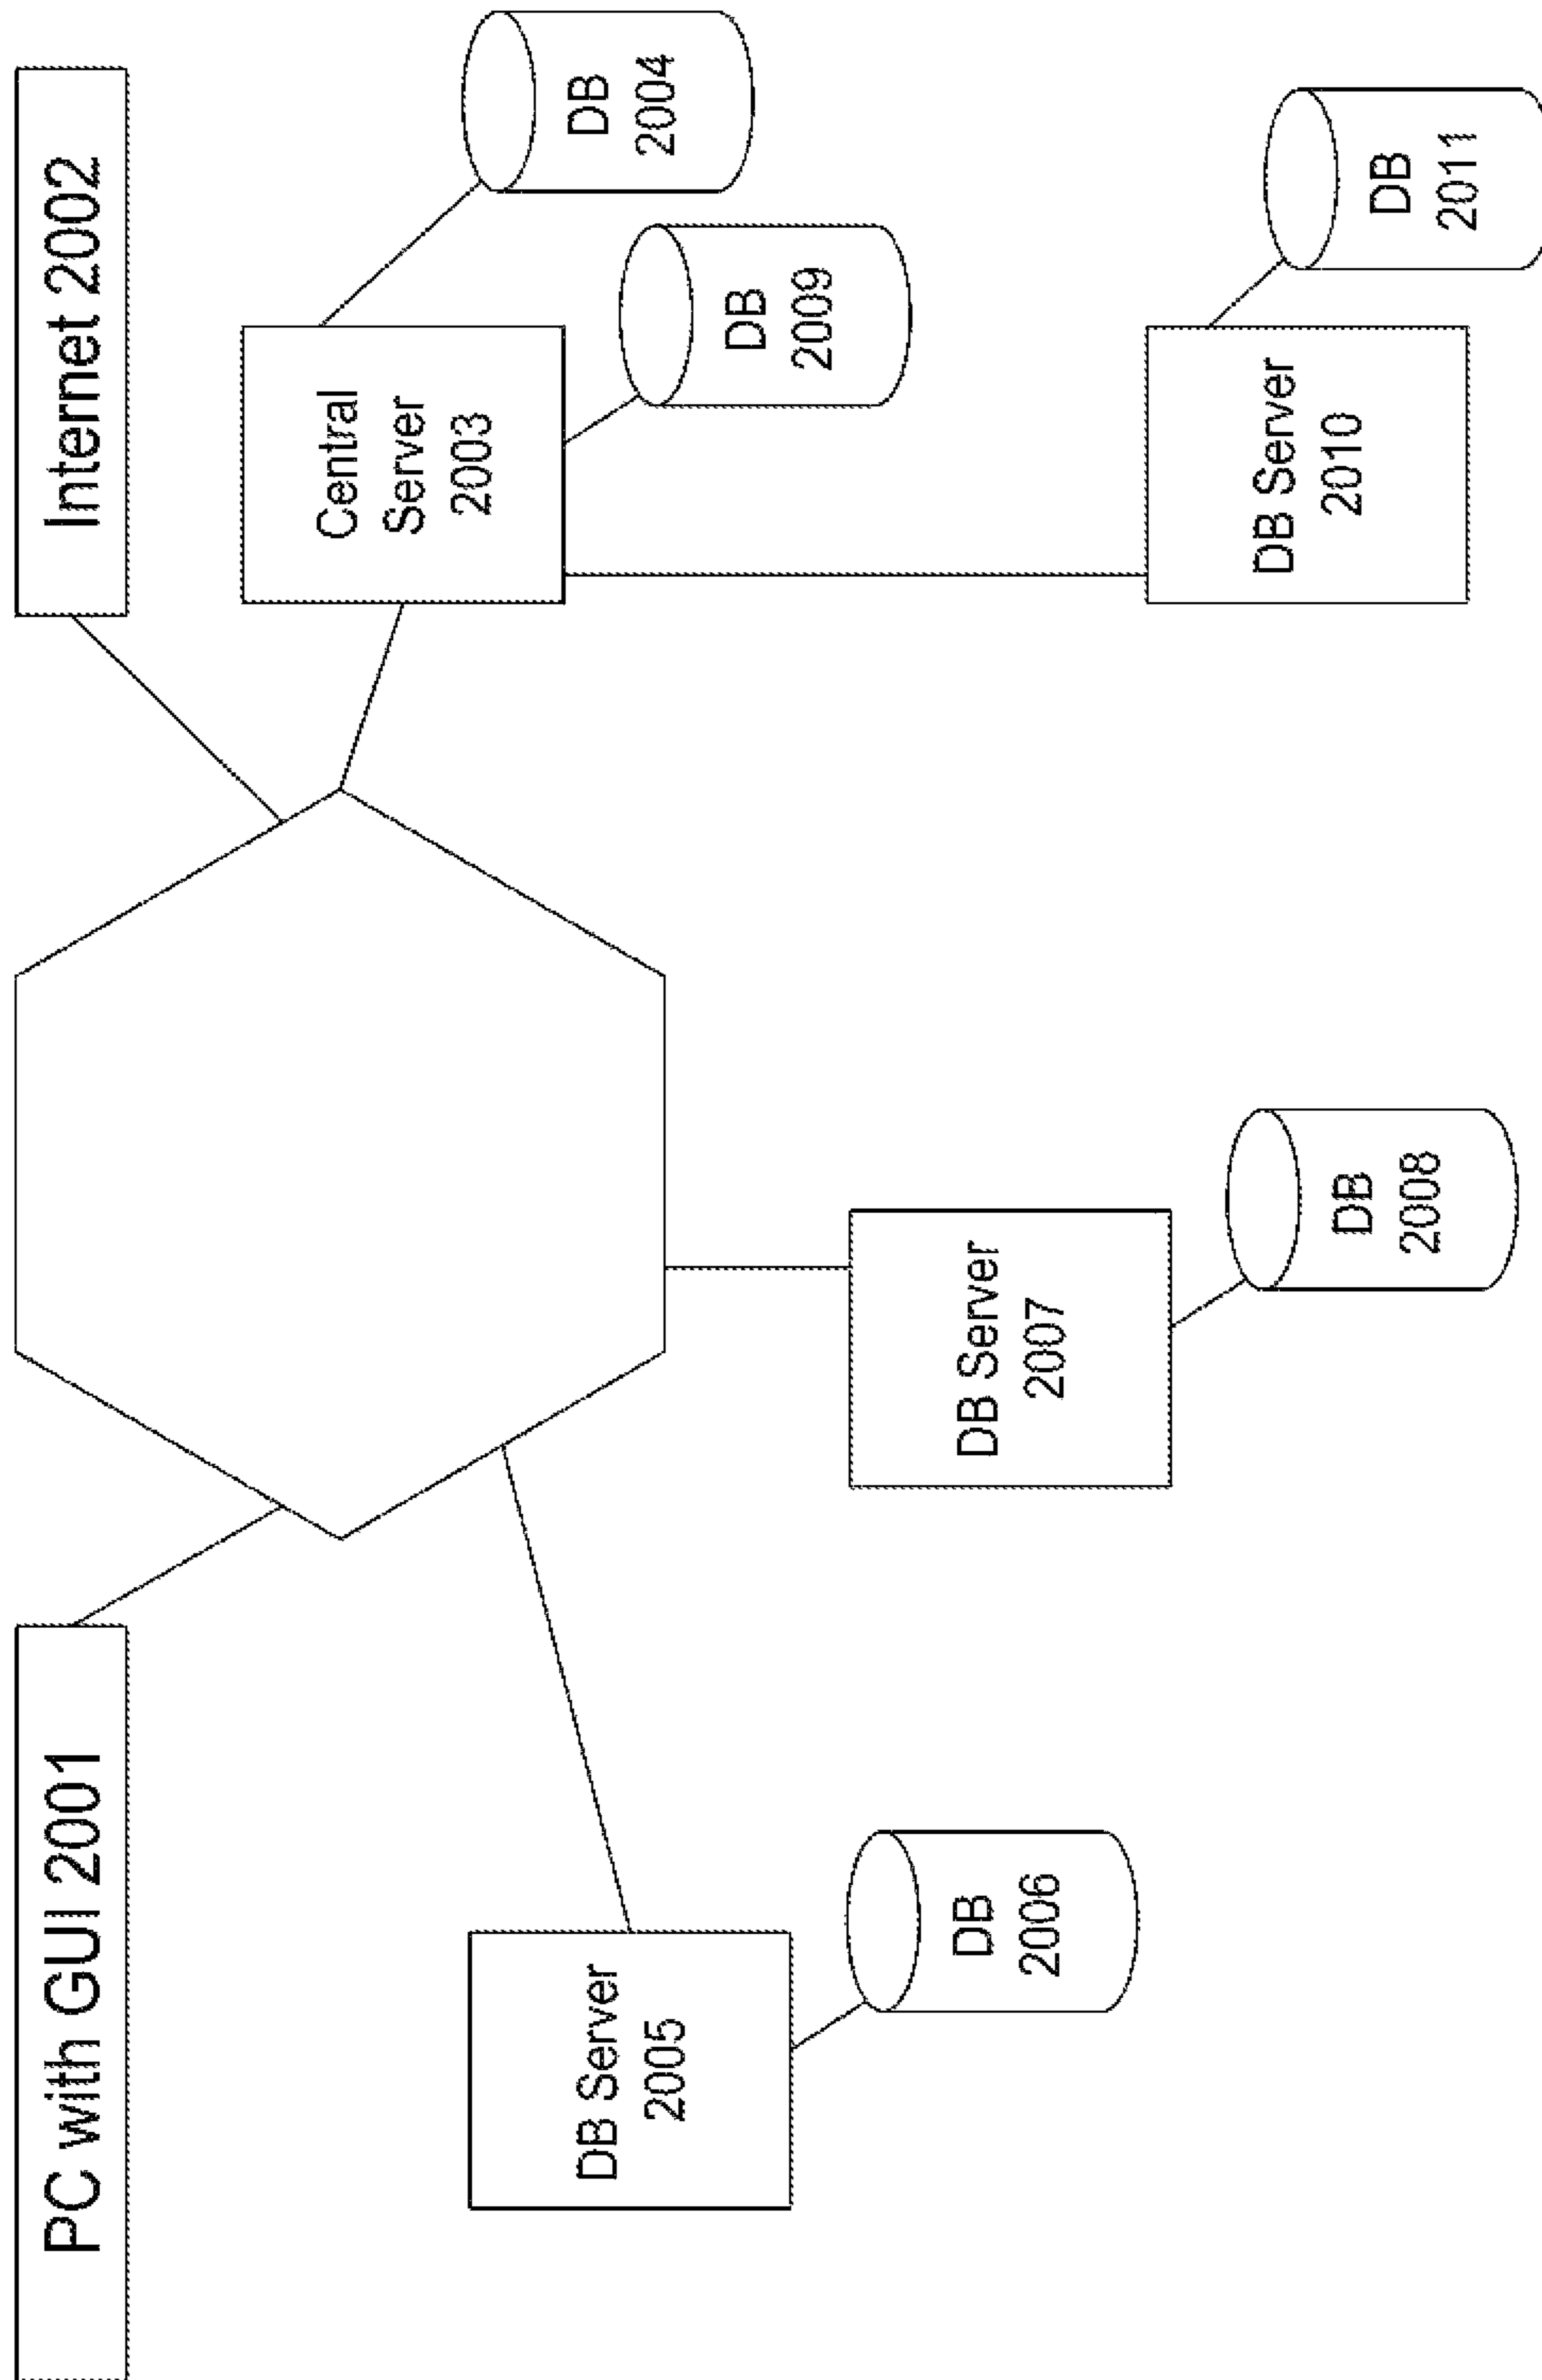 PC with GUI 2001
Internet 2002
Central
Server
2003
DB
2004
DB
2009
DB Server
2005
DB
2006
DB Server
2007
DB
2008
DB Server
2010
DB
2011